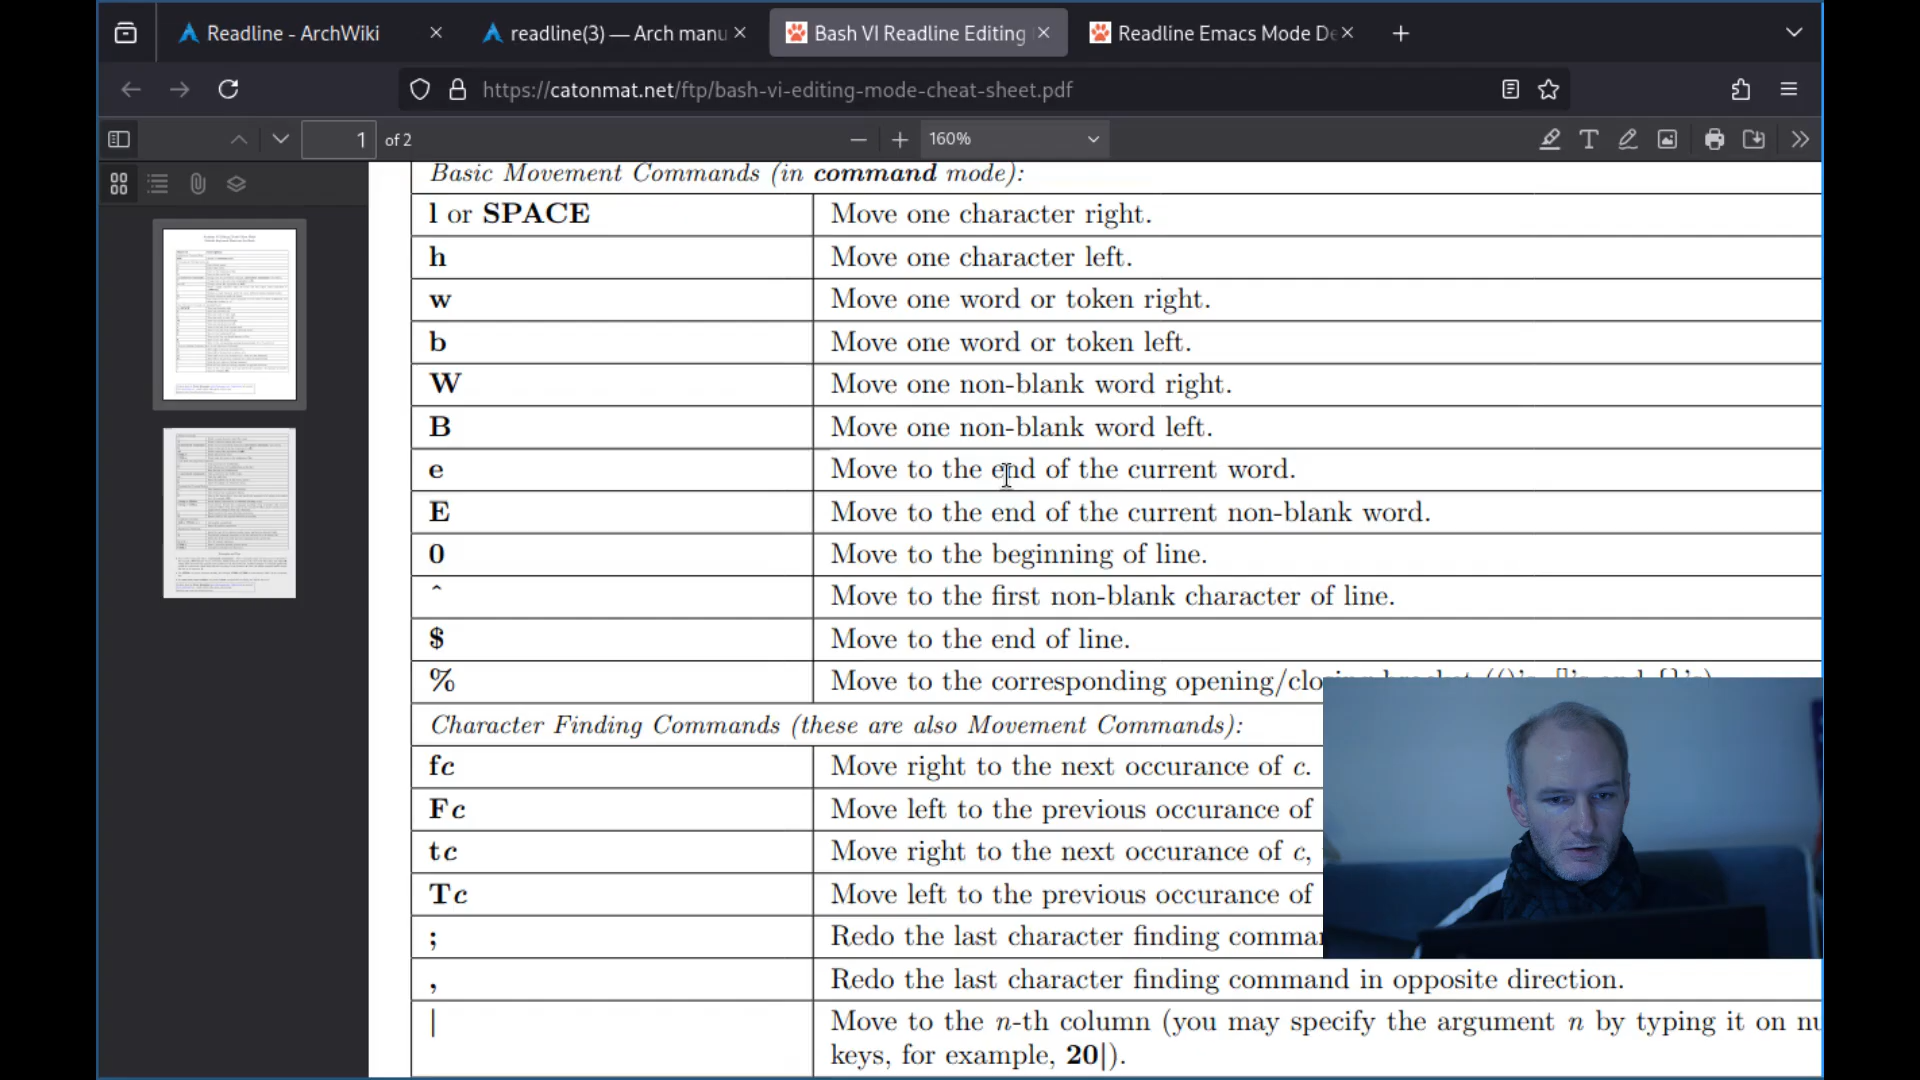 Readline - ArchWiki
readline(3) — Arch manu
Bash VI Readline Editing
Readline Emacs Mode De
https://catonmat.net/ftp/bash-vi-editing-mode-cheat-sheet.pdf
1 of 2
160%
Basic Movement Commands (in command mode):
l or SPACE Move one character right.
h Move one character left.
w Move one word or token right.
b Move one word or token left.
W Move one non-blank word right.
B Move one non-blank word left.
e Move to the end of the current word.
E Move to the end of the current non-blank word.
0 Move to the beginning of line.
^ Move to the first non-blank character of line.
$ Move to the end of line.
% Move to the corresponding opening/closing bracket (()'s, []'s and {}'s).
Character Finding Commands (these are also Movement Commands):
fc Move right to the next occurance of c.
Fc Move left to the previous occurance of
tc Move right to the next occurance of c,
Tc Move left to the previous occurance of
; Redo the last character finding comma
, Redo the last character finding command in opposite direction.
| Move to the n-th column (you may specify the argument n by typing it on nu
keys, for example, 20|).